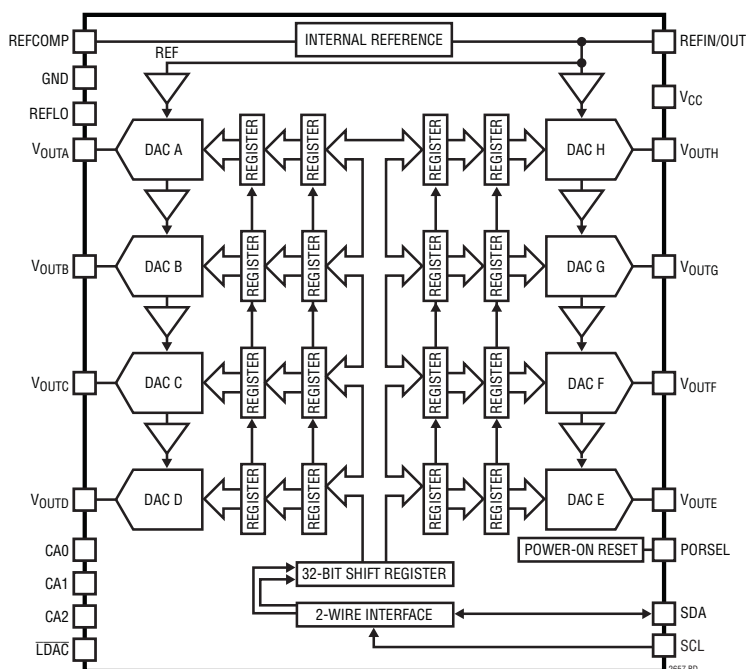 REFCOMP INTERNAL REFERENCE REFIN/OUT
REF
GND
VCC
REFLO
VOUTA DAC A REGISTER REGISTER REGISTER REGISTER DAC H VOUTH
VOUTB DAC B REGISTER REGISTER REGISTER REGISTER DAC G VOUTG
VOUTC DAC C REGISTER REGISTER REGISTER REGISTER DAC F VOUTF
VOUTD DAC D REGISTER REGISTER REGISTER REGISTER DAC E VOUTE
CA0 POWER-ON RESET PORSEL
CA1 32-BIT SHIFT REGISTER
CA2 2-WIRE INTERFACE SDA
LDAC SCL
2657 BD